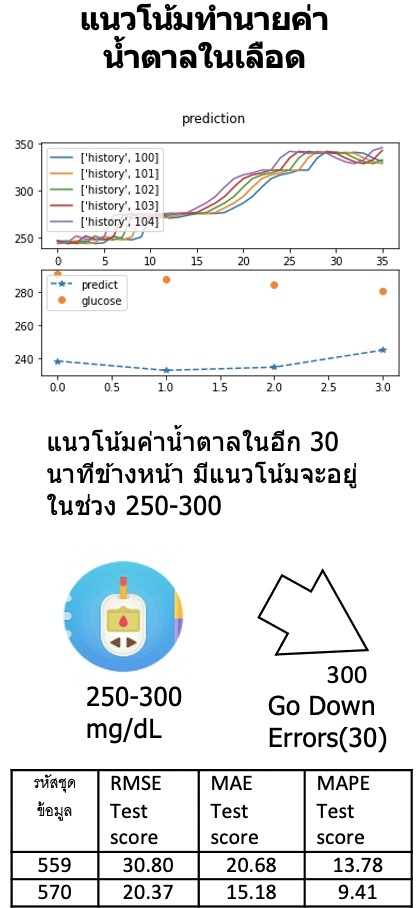 แนวโน้มทำนายค่า
น้ำตาลในเลือด
prediction
350
300
250
['history', 100]
['history', 101]
['history', 102]
['history', 103]
['history', 104]
0 5 10 15 20 25 30 35
280
260
240
predict
glucose
0.0 0.5 1.0 1.5 2.0 2.5 3.0
แนวโน้มค่าน้ำตาลในอีก 30
นาทีข้างหน้า มีแนวโน้มจะอยู่
ในช่วง 250-300
250-300
mg/dL
300
Go Down
Errors(30)
รหัสชุด
ข้อมูล
RMSE
Test
score
MAE
Test
score
MAPE
Test
score
559 30.80 20.68 13.78
570 20.37 15.18 9.41